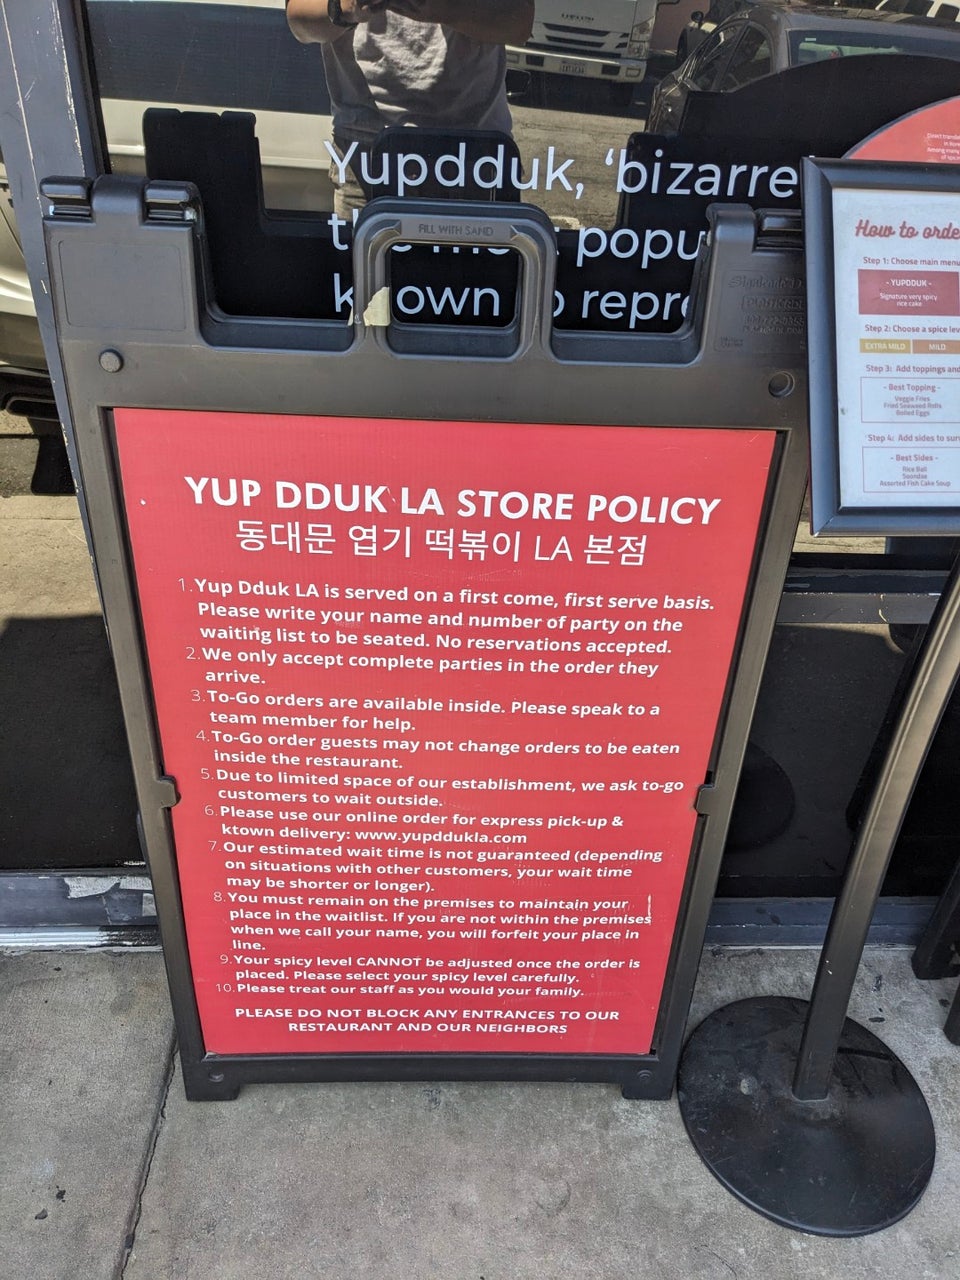 Yupdduk, 'bizarre
popu
own
repre
FILL WITH SAND
YUP DDUK LA STORE POLICY
동대문 엽기 떡볶이 LA 본점
1. Yup Dduk LA is served on a first come, first serve basis.
Please write your name and number of party on the
waiting list to be seated. No reservations accepted.
2. We only accept complete parties in the order they
arrive.
3. To-Go orders are available inside. Please speak to a
team member for help.
4. To-Go order guests may not change orders to be eaten
inside the restaurant.
5. Due to limited space of our establishment, we ask to-go
customers to wait outside.
6. Please use our online order for express pick-up &
ktown delivery: www.yupddukla.com
7. Our estimated wait time is not guaranteed (depending
on situations with other customers, your wait time
may be shorter or longer).
8. You must remain on the premises to maintain your
place in the waitlist. If you are not within the premises
when we call your name, you will forfeit your place in
line.
9. Your spicy level CANNOT be adjusted once the order is
placed. Please select your spicy level carefully.
10. Please treat our staff as you would your family.
PLEASE DO NOT BLOCK ANY ENTRANCES TO OUR
RESTAURANT AND OUR NEIGHBORS
How to orde
Step 1: Choose main menu
- YUPDDUK -
Signature very spicy
rice cake
Step 2: Choose a spice lev
EXTRA MILD
MILD
Step 3: Add toppings and
- Best Topping -
Veggie Fries
Fried Seaweed Rolls
Boiled Eggs
Step 4: Add sides to sur
- Best Sides -
Rice Ball
Soondae
Assorted Fish Cake Soup